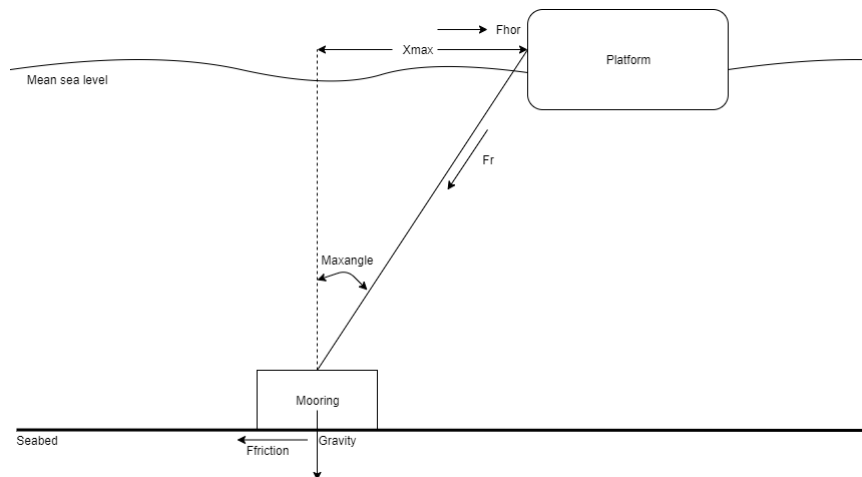 Fhor
Xmax
Platform
Mean sea level
Fr
Maxangle
Mooring
Seabed
Ffriction
Gravity